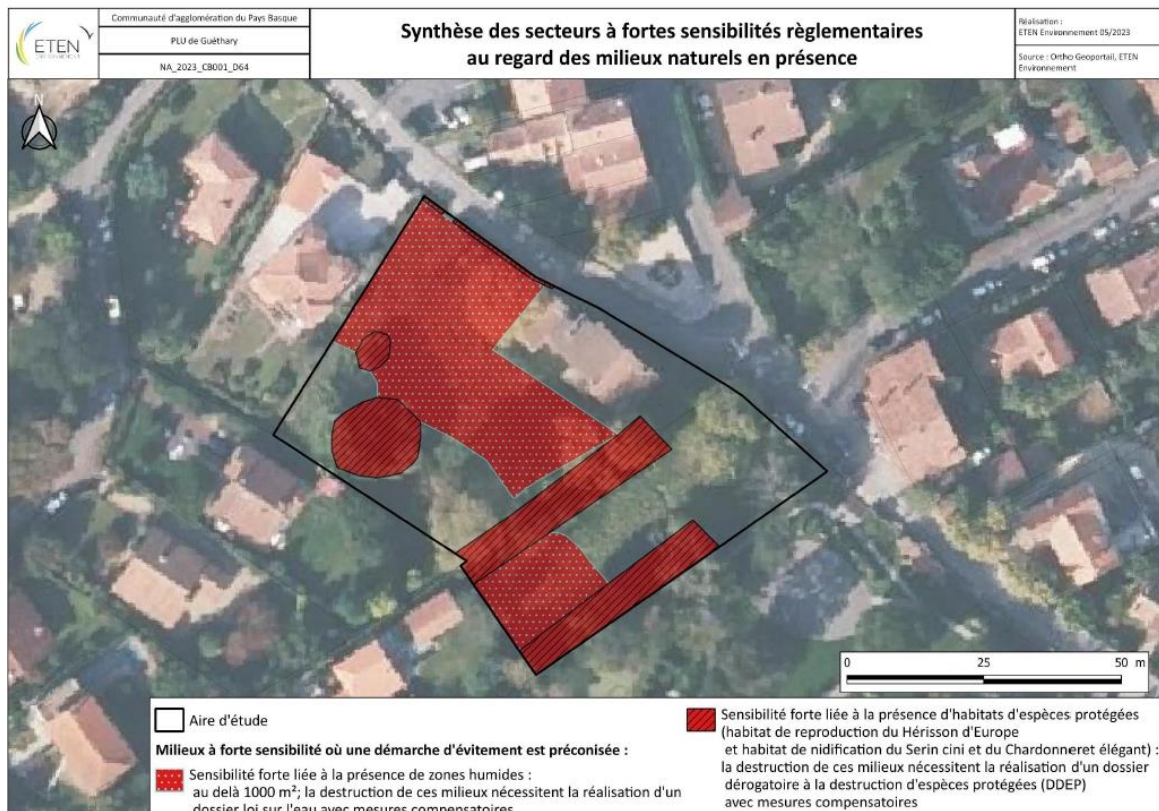 ETEN
ENVIRONNEMENT
Communauté d'agglomération du Pays Basque
PLU de Guéthary
NA_2023_CB001_D64
Synthèse des secteurs à fortes sensibilités règlementaires
au regard des milieux naturels en présence
Réalisation :
ETEN Environnement 05/2023
Source : Ortho Geoportail, ETEN
Environnement
N
0 25 50 m
Aire d'étude
Milieux à forte sensibilité où une démarche d'évitement est préconisée :
Sensibilité forte liée à la présence de zones humides :
au delà 1000 m²; la destruction de ces milieux nécessitent la réalisation d'un
dossier loi sur l'eau avec mesures compensatoires
Sensibilité forte liée à la présence d'habitats d'espèces protégées
(habitat de reproduction du Hérisson d'Europe
et habitat de nidification du Serin cini et du Chardonneret élégant) :
la destruction de ces milieux nécessitent la réalisation d'un dossier
dérogatoire à la destruction d'espèces protégées (DDEP)
avec mesures compensatoires